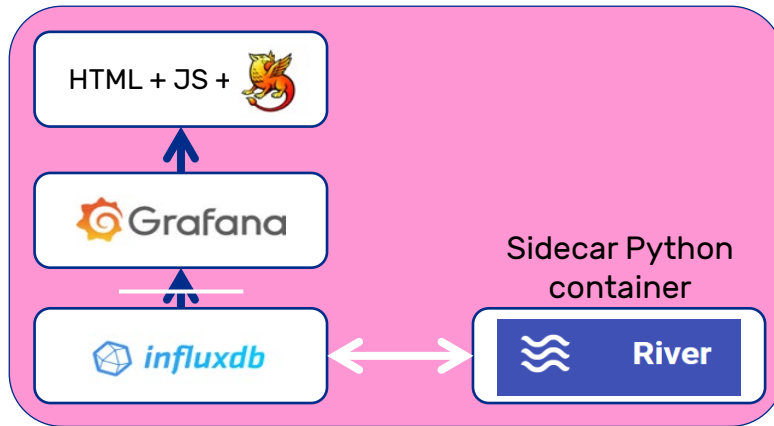 HTML + JS +
Grafana
Sidecar Python
container
influxdb
River